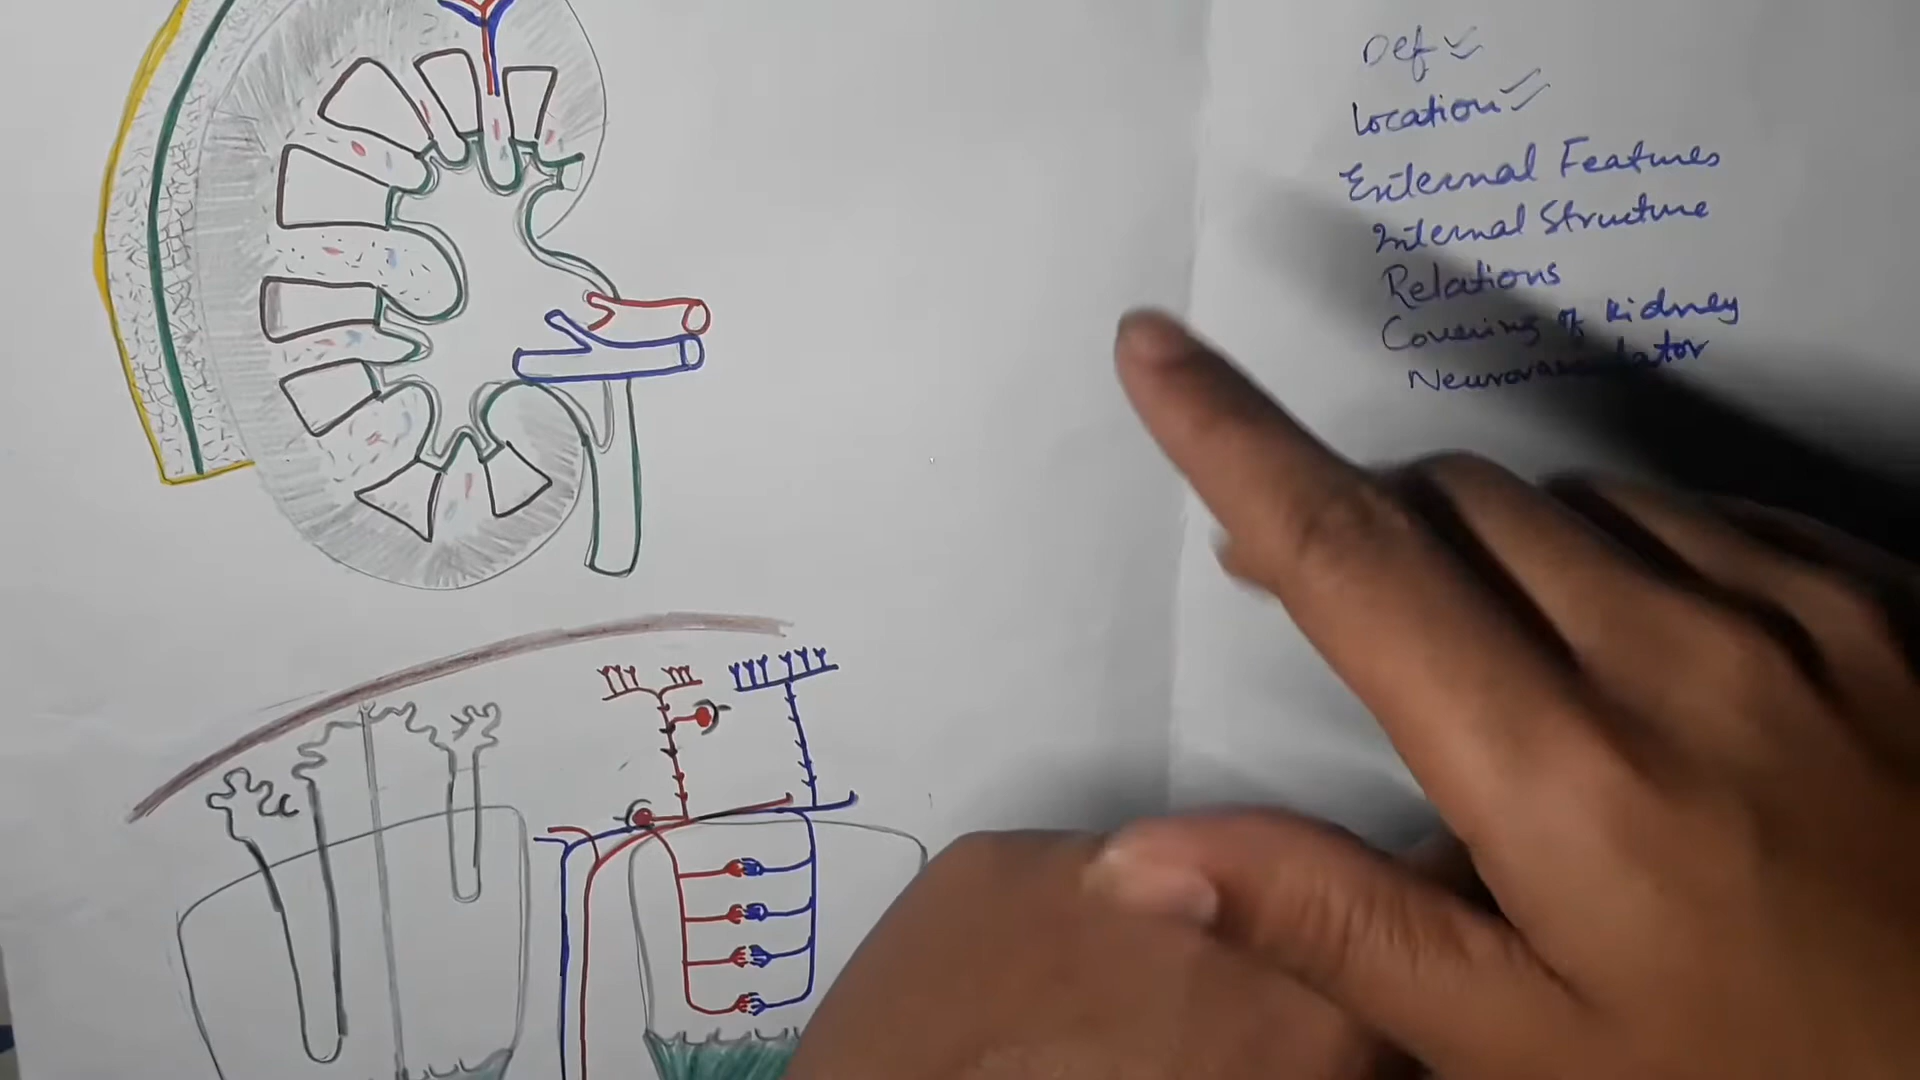 Def
Location
External Features
Internal Structure
Relations
Covering of Kidney